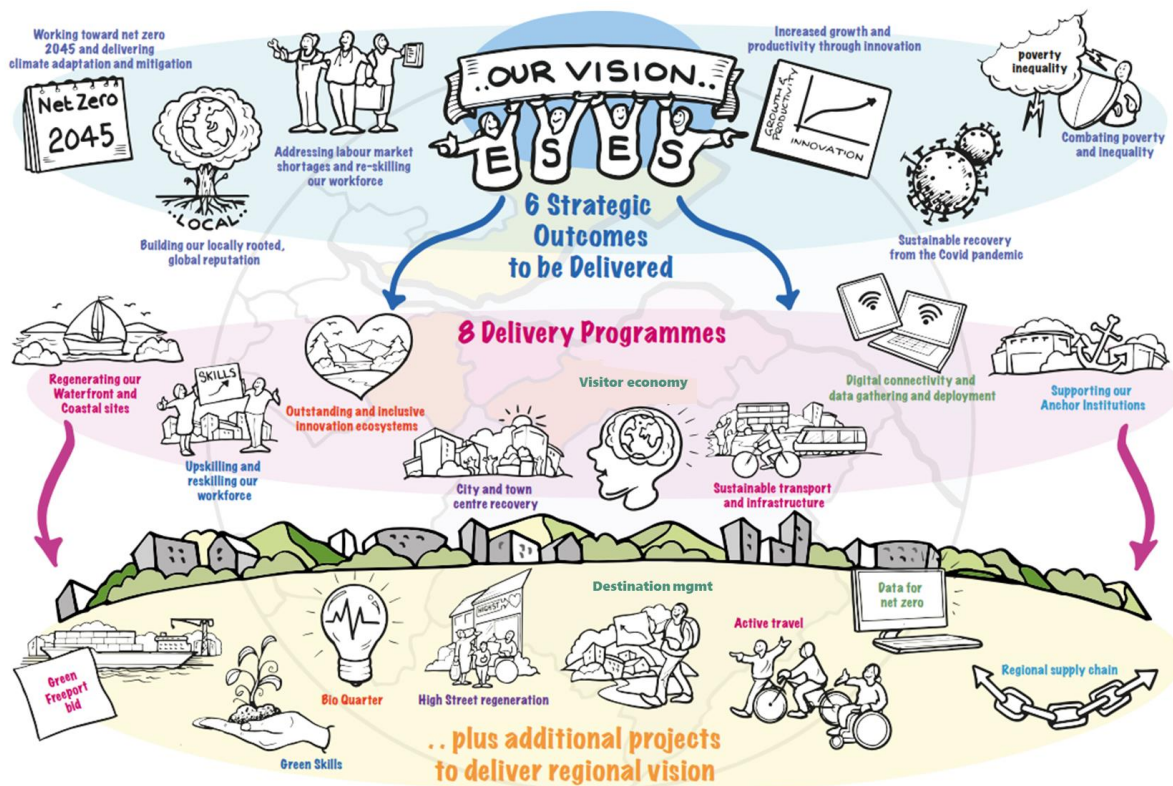 Working toward net zero
2045 and delivering
climate adaptation and mitigation
Net Zero
2045
LOCAL
Building our locally rooted,
global reputation
Addressing labour market
shortages and re-skilling
our workforce
..OUR VISION..
E S E S
6 Strategic
Outcomes
to be Delivered
Increased growth and
productivity through innovation
GROWTH &
PRODUCTIVITY
INNOVATION
Sustainable recovery
from the Covid pandemic
poverty
inequality
Combating poverty
and inequality
8 Delivery Programmes
Regenerating our
Waterfront and
Coastal sites
SKILLS
Upskilling and
reskilling our
workforce
Outstanding and inclusive
innovation ecosystems
City and town
centre recovery
Visitor economy
Sustainable transport
and infrastructure
Digital connectivity and
data gathering and deployment
Supporting our
Anchor Institutions
Green
Freeport
bid
Green Skills
Bio Quarter
High Street regeneration
Destination mgmt
Active travel
Data for
net zero
Regional supply chain
.. plus additional projects
to deliver regional vision